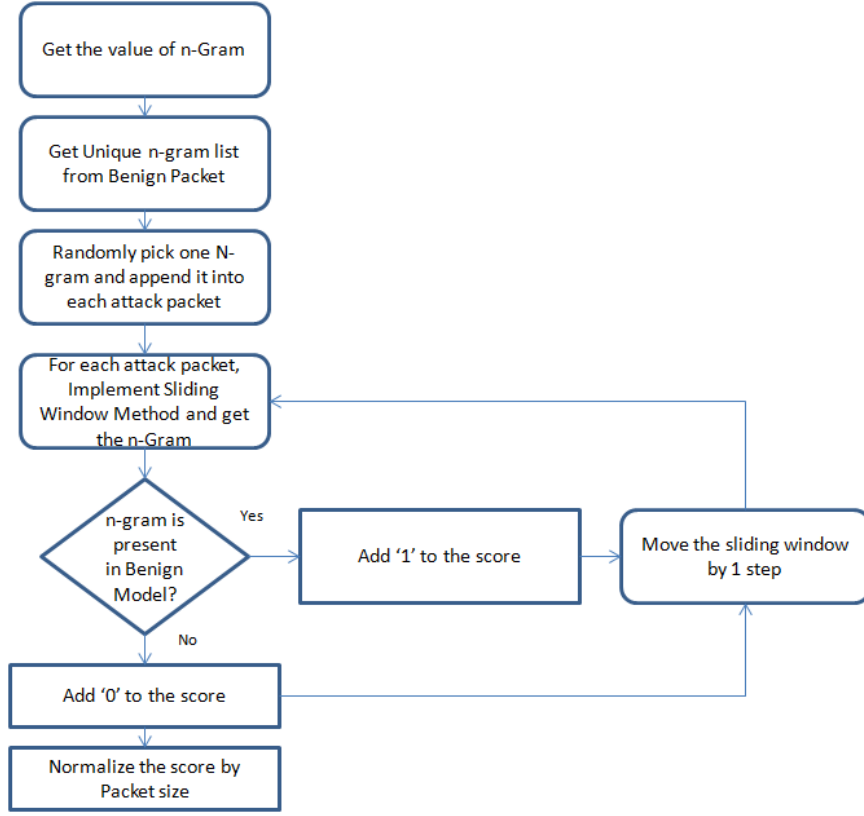 Get the value of n-Gram
Get Unique n-gram list
from Benign Packet
Randomly pick one N-
gram and append it into
each attack packet
For each attack packet,
Implement Sliding
Window Method and get
the n-Gram
n-gram is
present
in Benign
Model?
Yes
Add ‘1’ to the score
Move the sliding window
by 1 step
No
Add ‘0’ to the score
Normalize the score by
Packet size